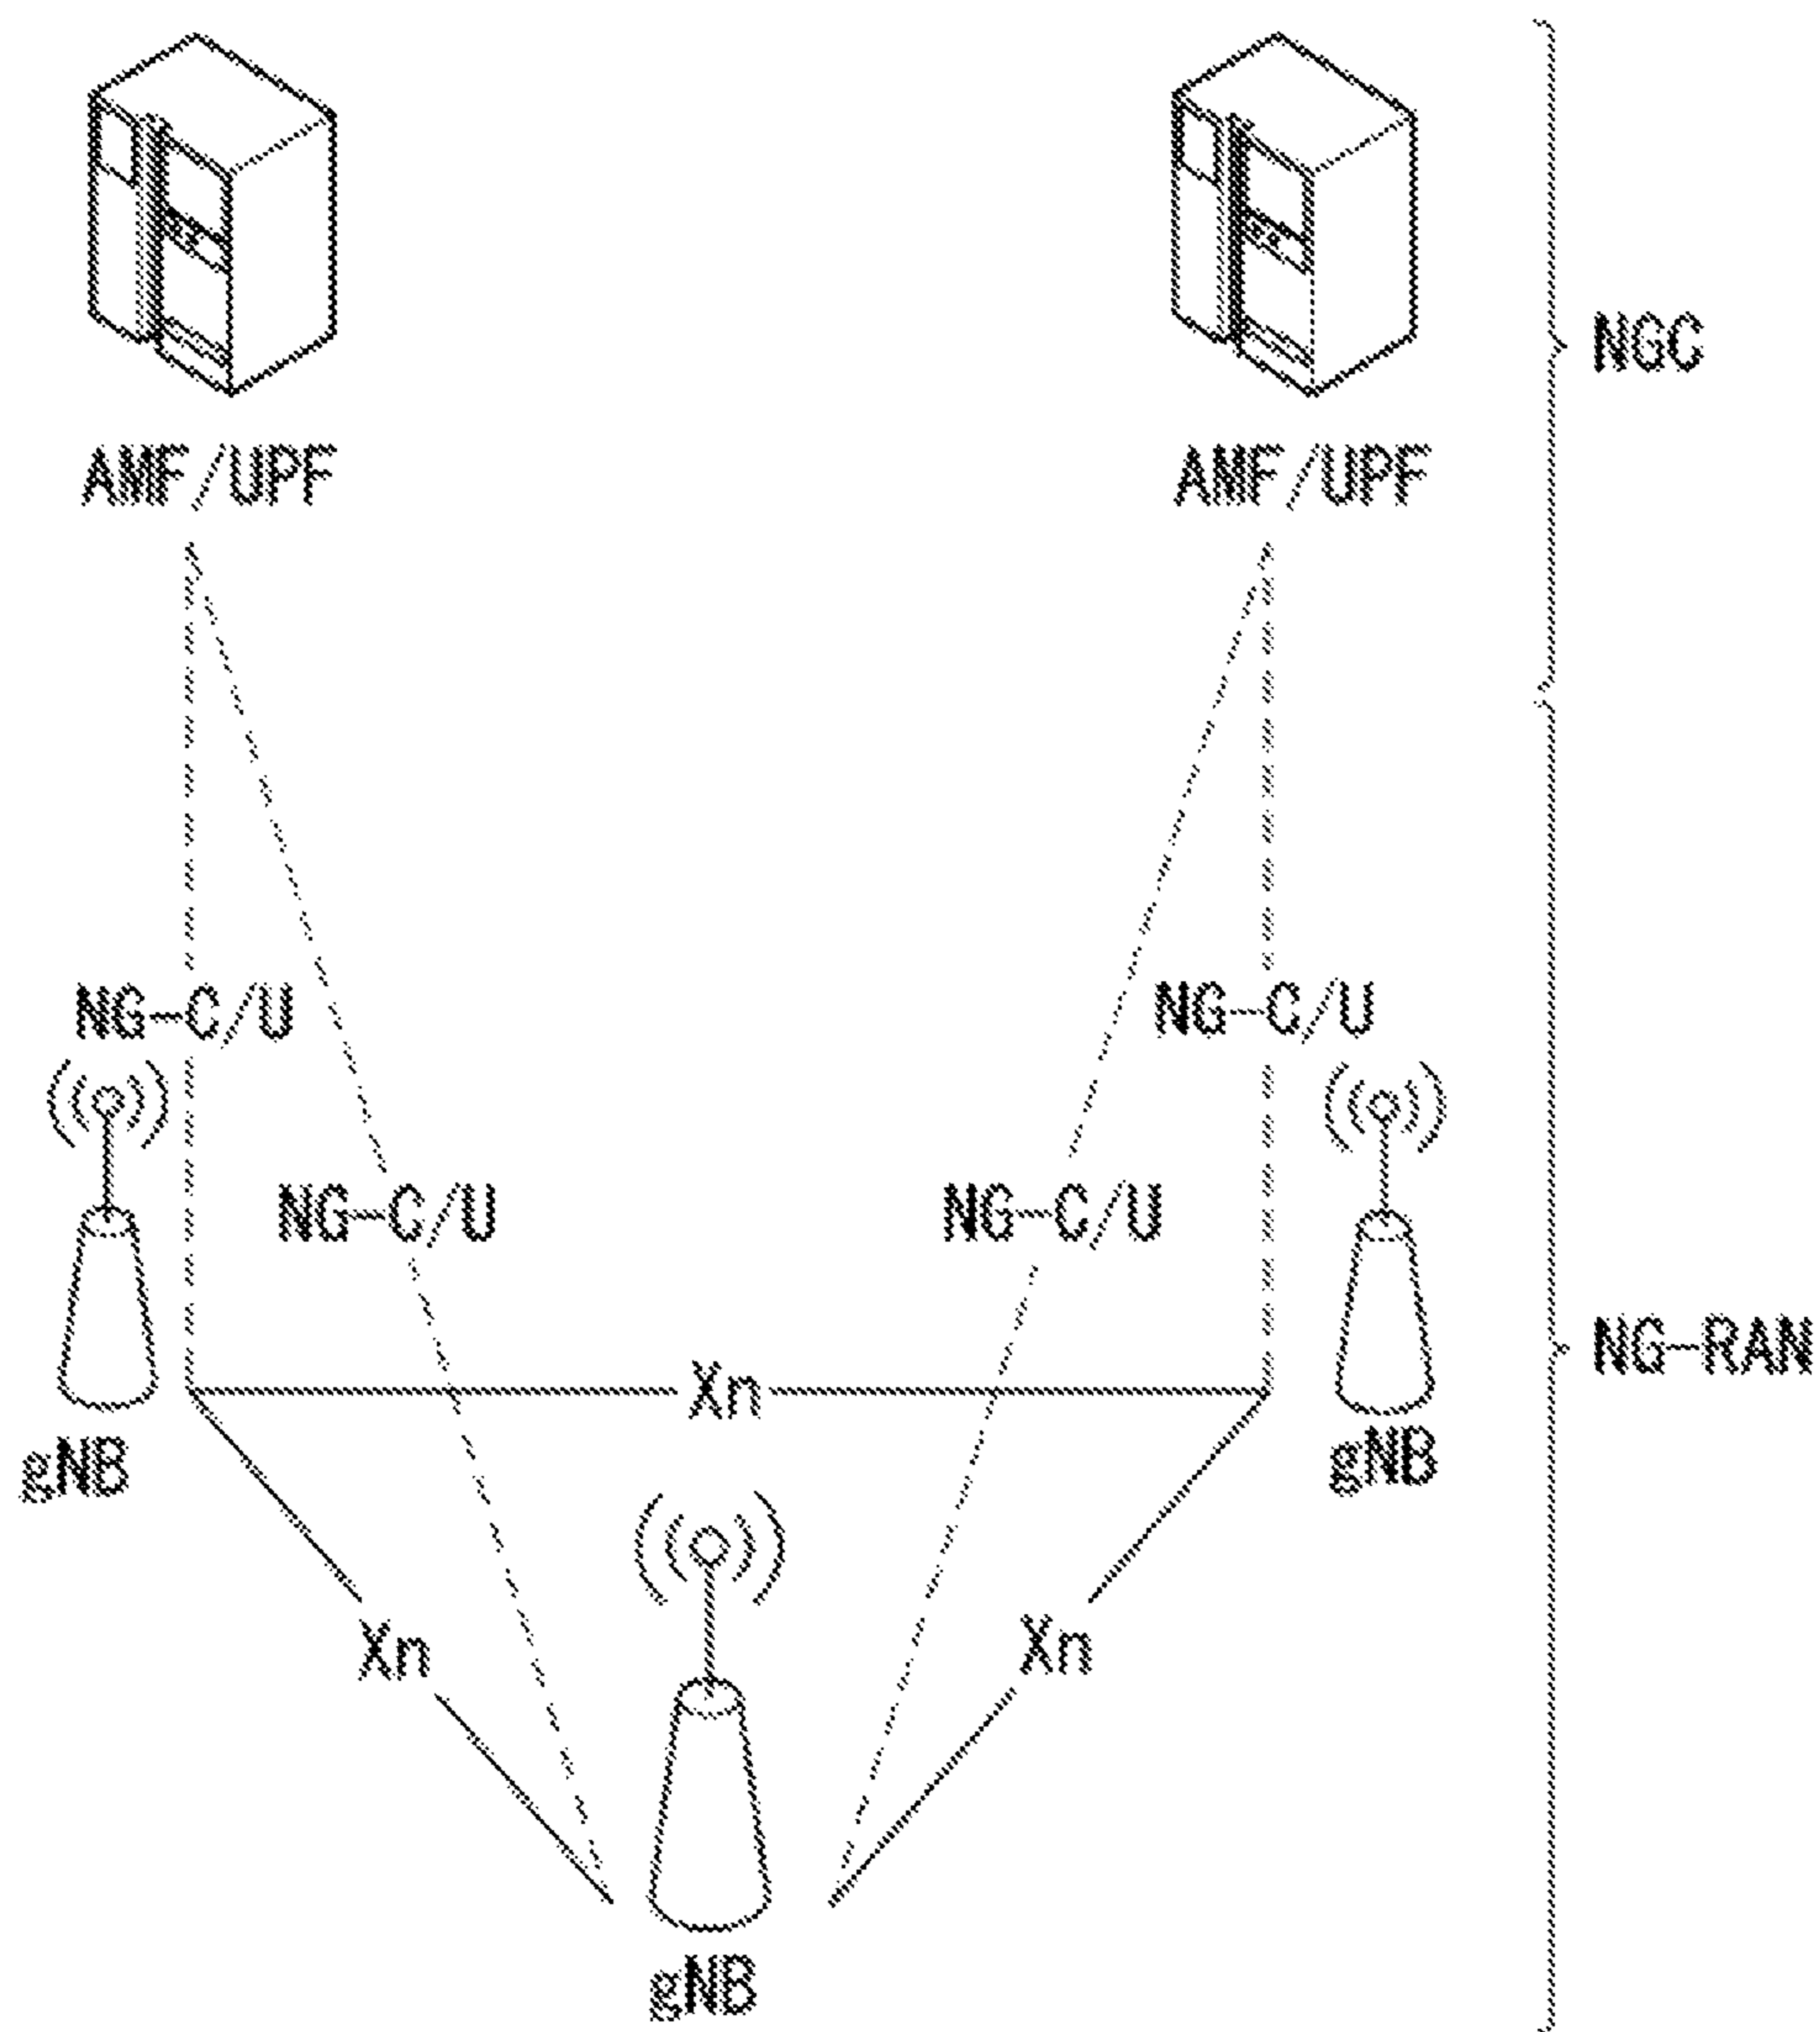 NGC
AMF/UPF
AMF/UPF
NG-C/U
NG-C/U
NG-C/U
NG-C/U
NG-RAN
Xn
gNB
gNB
Xn
Xn
gNB